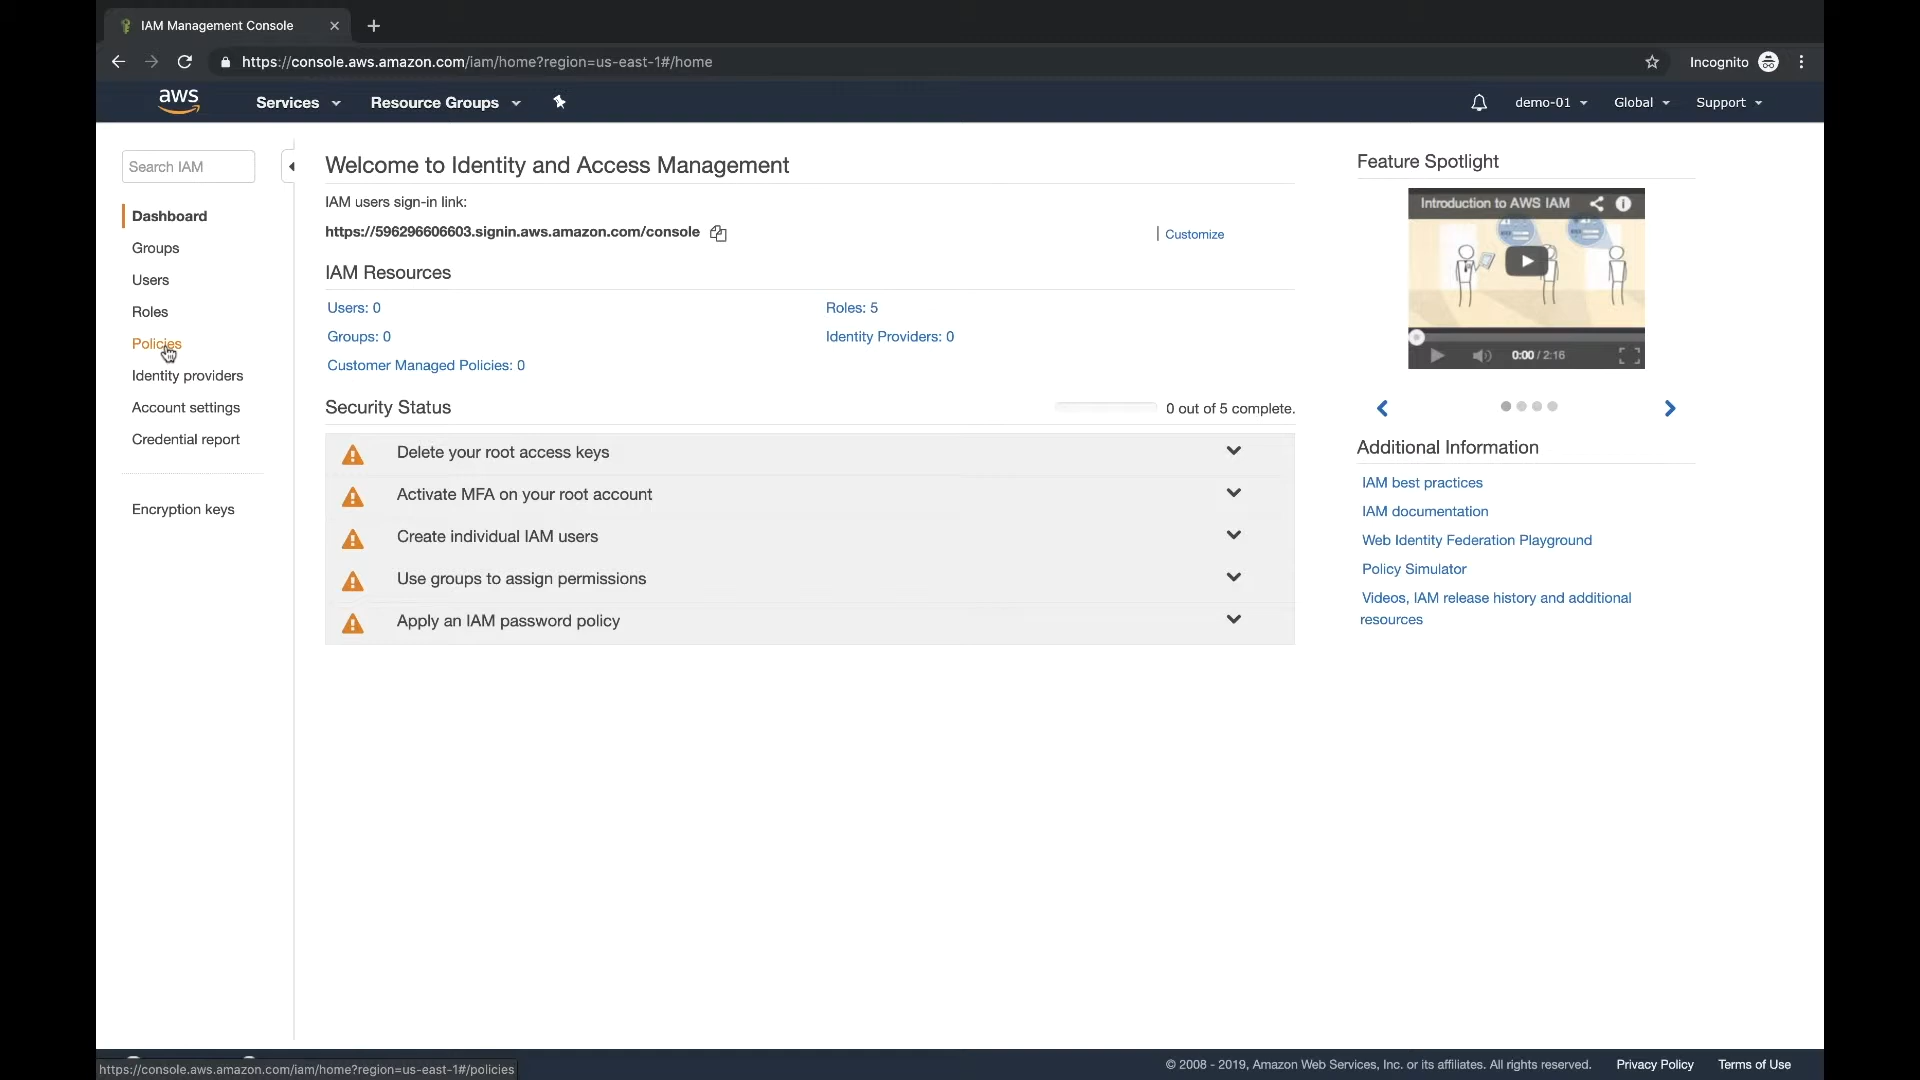 IAM Management Console
https://console.aws.amazon.com/iam/home?region=us-east-1#/home
Incognito
aws
Services
Resource Groups
demo-01
Global
Support
Search IAM
Dashboard
Groups
Users
Roles
Policies
Identity providers
Account settings
Credential report
Encryption keys
Welcome to Identity and Access Management
IAM users sign-in link:
https://596296606603.signin.aws.amazon.com/console
Customize
IAM Resources
Users: 0
Roles: 5
Groups: 0
Identity Providers: 0
Customer Managed Policies: 0
Security Status
0 out of 5 complete.
Delete your root access keys
Activate MFA on your root account
Create individual IAM users
Use groups to assign permissions
Apply an IAM password policy
Feature Spotlight
Introduction to AWS IAM
0:00 / 2:16
Additional Information
IAM best practices
IAM documentation
Web Identity Federation Playground
Policy Simulator
Videos, IAM release history and additional
resources
https://console.aws.amazon.com/iam/home?region=us-east-1#/policies
© 2008 - 2019, Amazon Web Services, Inc. or its affiliates. All rights reserved.
Privacy Policy
Terms of Use